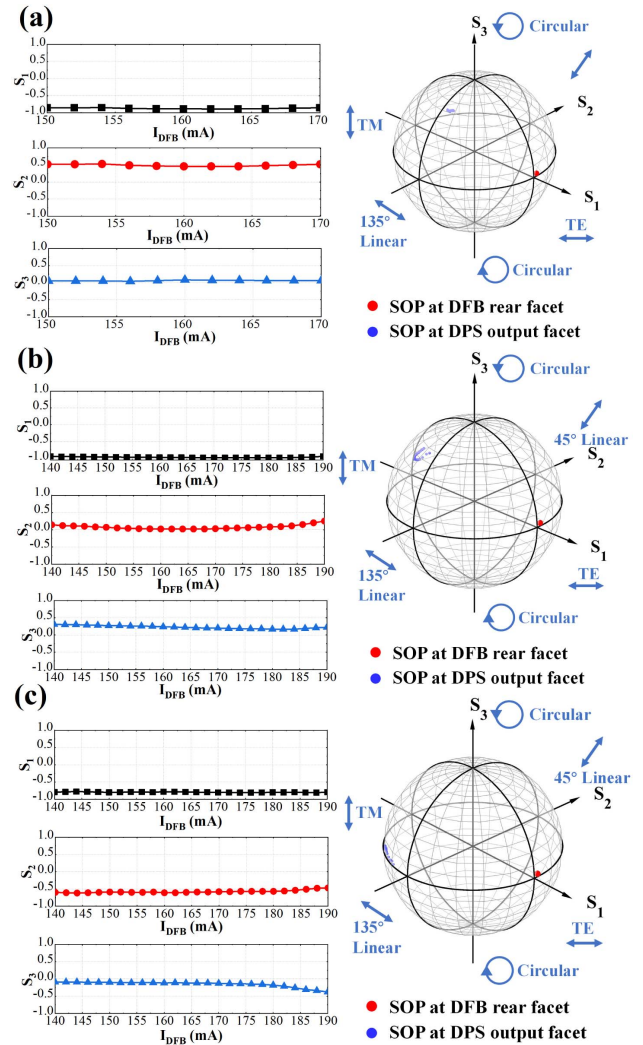 (a)
1.0
0.5
0.0
-0.5
-1.0
S1
150 155 160 165 170
IDFB (mA)
1.0
0.5
0.0
-0.5
-1.0
S2
150 155 160 165 170
IDFB (mA)
1.0
0.5
0.0
-0.5
-1.0
S3
150 155 160 165 170
IDFB (mA)
S3
Circular
S2
TM
S1
135°
Linear
TE
Circular
SOP at DFB rear facet
SOP at DPS output facet
(b)
1.0
0.5
0.0
-0.5
-1.0
S1
140 145 150 155 160 165 170 175 180 185 190
IDFB (mA)
1.0
0.5
0.0
-0.5
-1.0
S2
140 145 150 155 160 165 170 175 180 185 190
IDFB (mA)
1.0
0.5
0.0
-0.5
-1.0
S3
140 145 150 155 160 165 170 175 180 185 190
IDFB (mA)
S3
Circular
45° Linear
S2
TM
S1
135°
Linear
TE
Circular
SOP at DFB rear facet
SOP at DPS output facet
(c)
1.0
0.5
0.0
-0.5
-1.0
S1
140 145 150 155 160 165 170 175 180 185 190
IDFB (mA)
1.0
0.5
0.0
-0.5
-1.0
S2
140 145 150 155 160 165 170 175 180 185 190
IDFB (mA)
1.0
0.5
0.0
-0.5
-1.0
S3
140 145 150 155 160 165 170 175 180 185 190
IDFB (mA)
S3
Circular
45° Linear
S2
TM
S1
135°
Linear
TE
Circular
SOP at DFB rear facet
SOP at DPS output facet